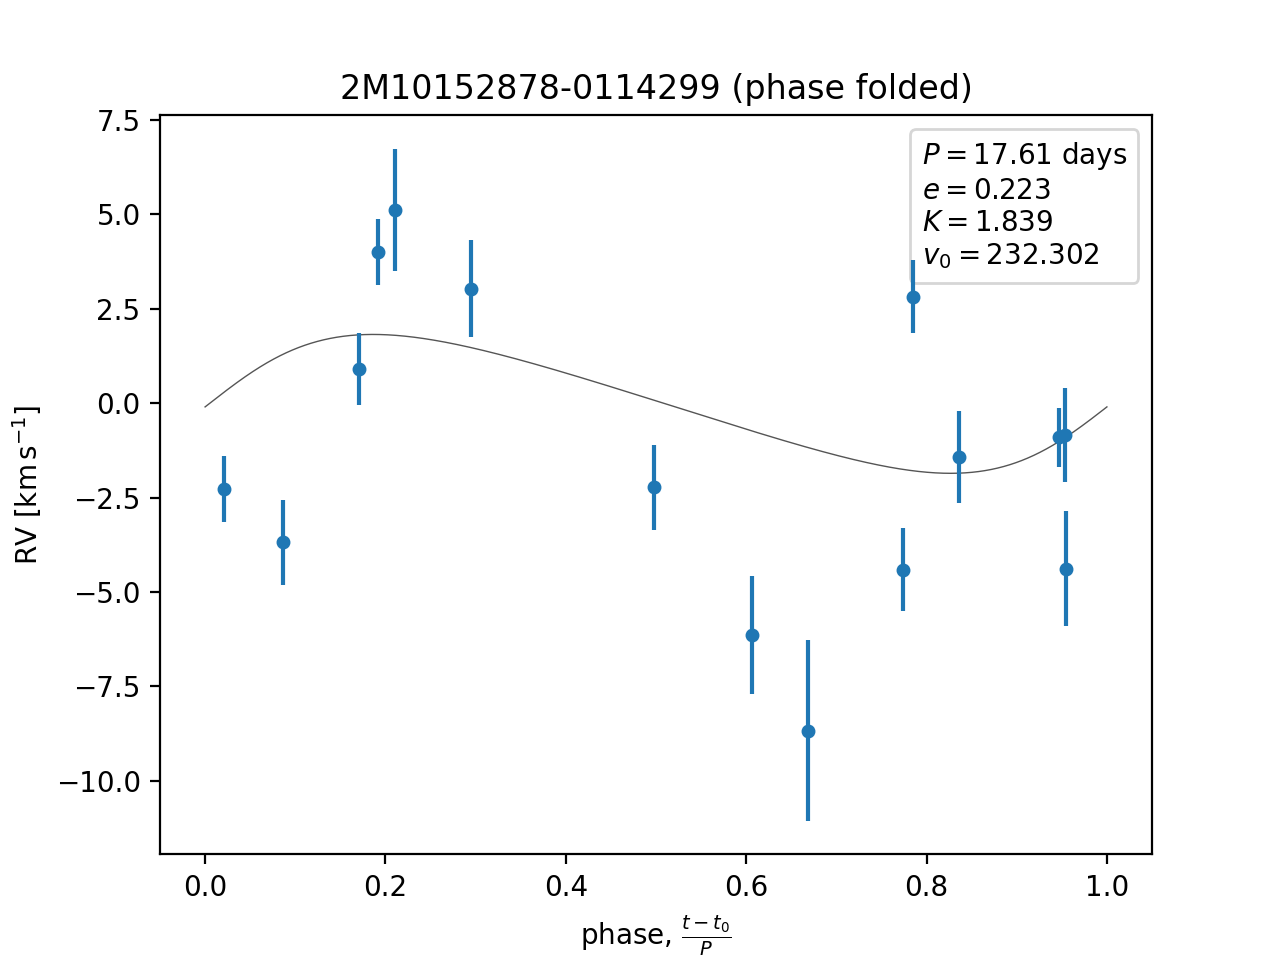 2M10152878-0114299 (phase folded)
P = 17.61 days
e = 0.223
K = 1.839
v₀ = 232.302
7.5
5.0
2.5
0.0
−2.5
−5.0
−7.5
−10.0
RV [km s⁻¹]
0.0 0.2 0.4 0.6 0.8 1.0
phase, (t − t₀)/P